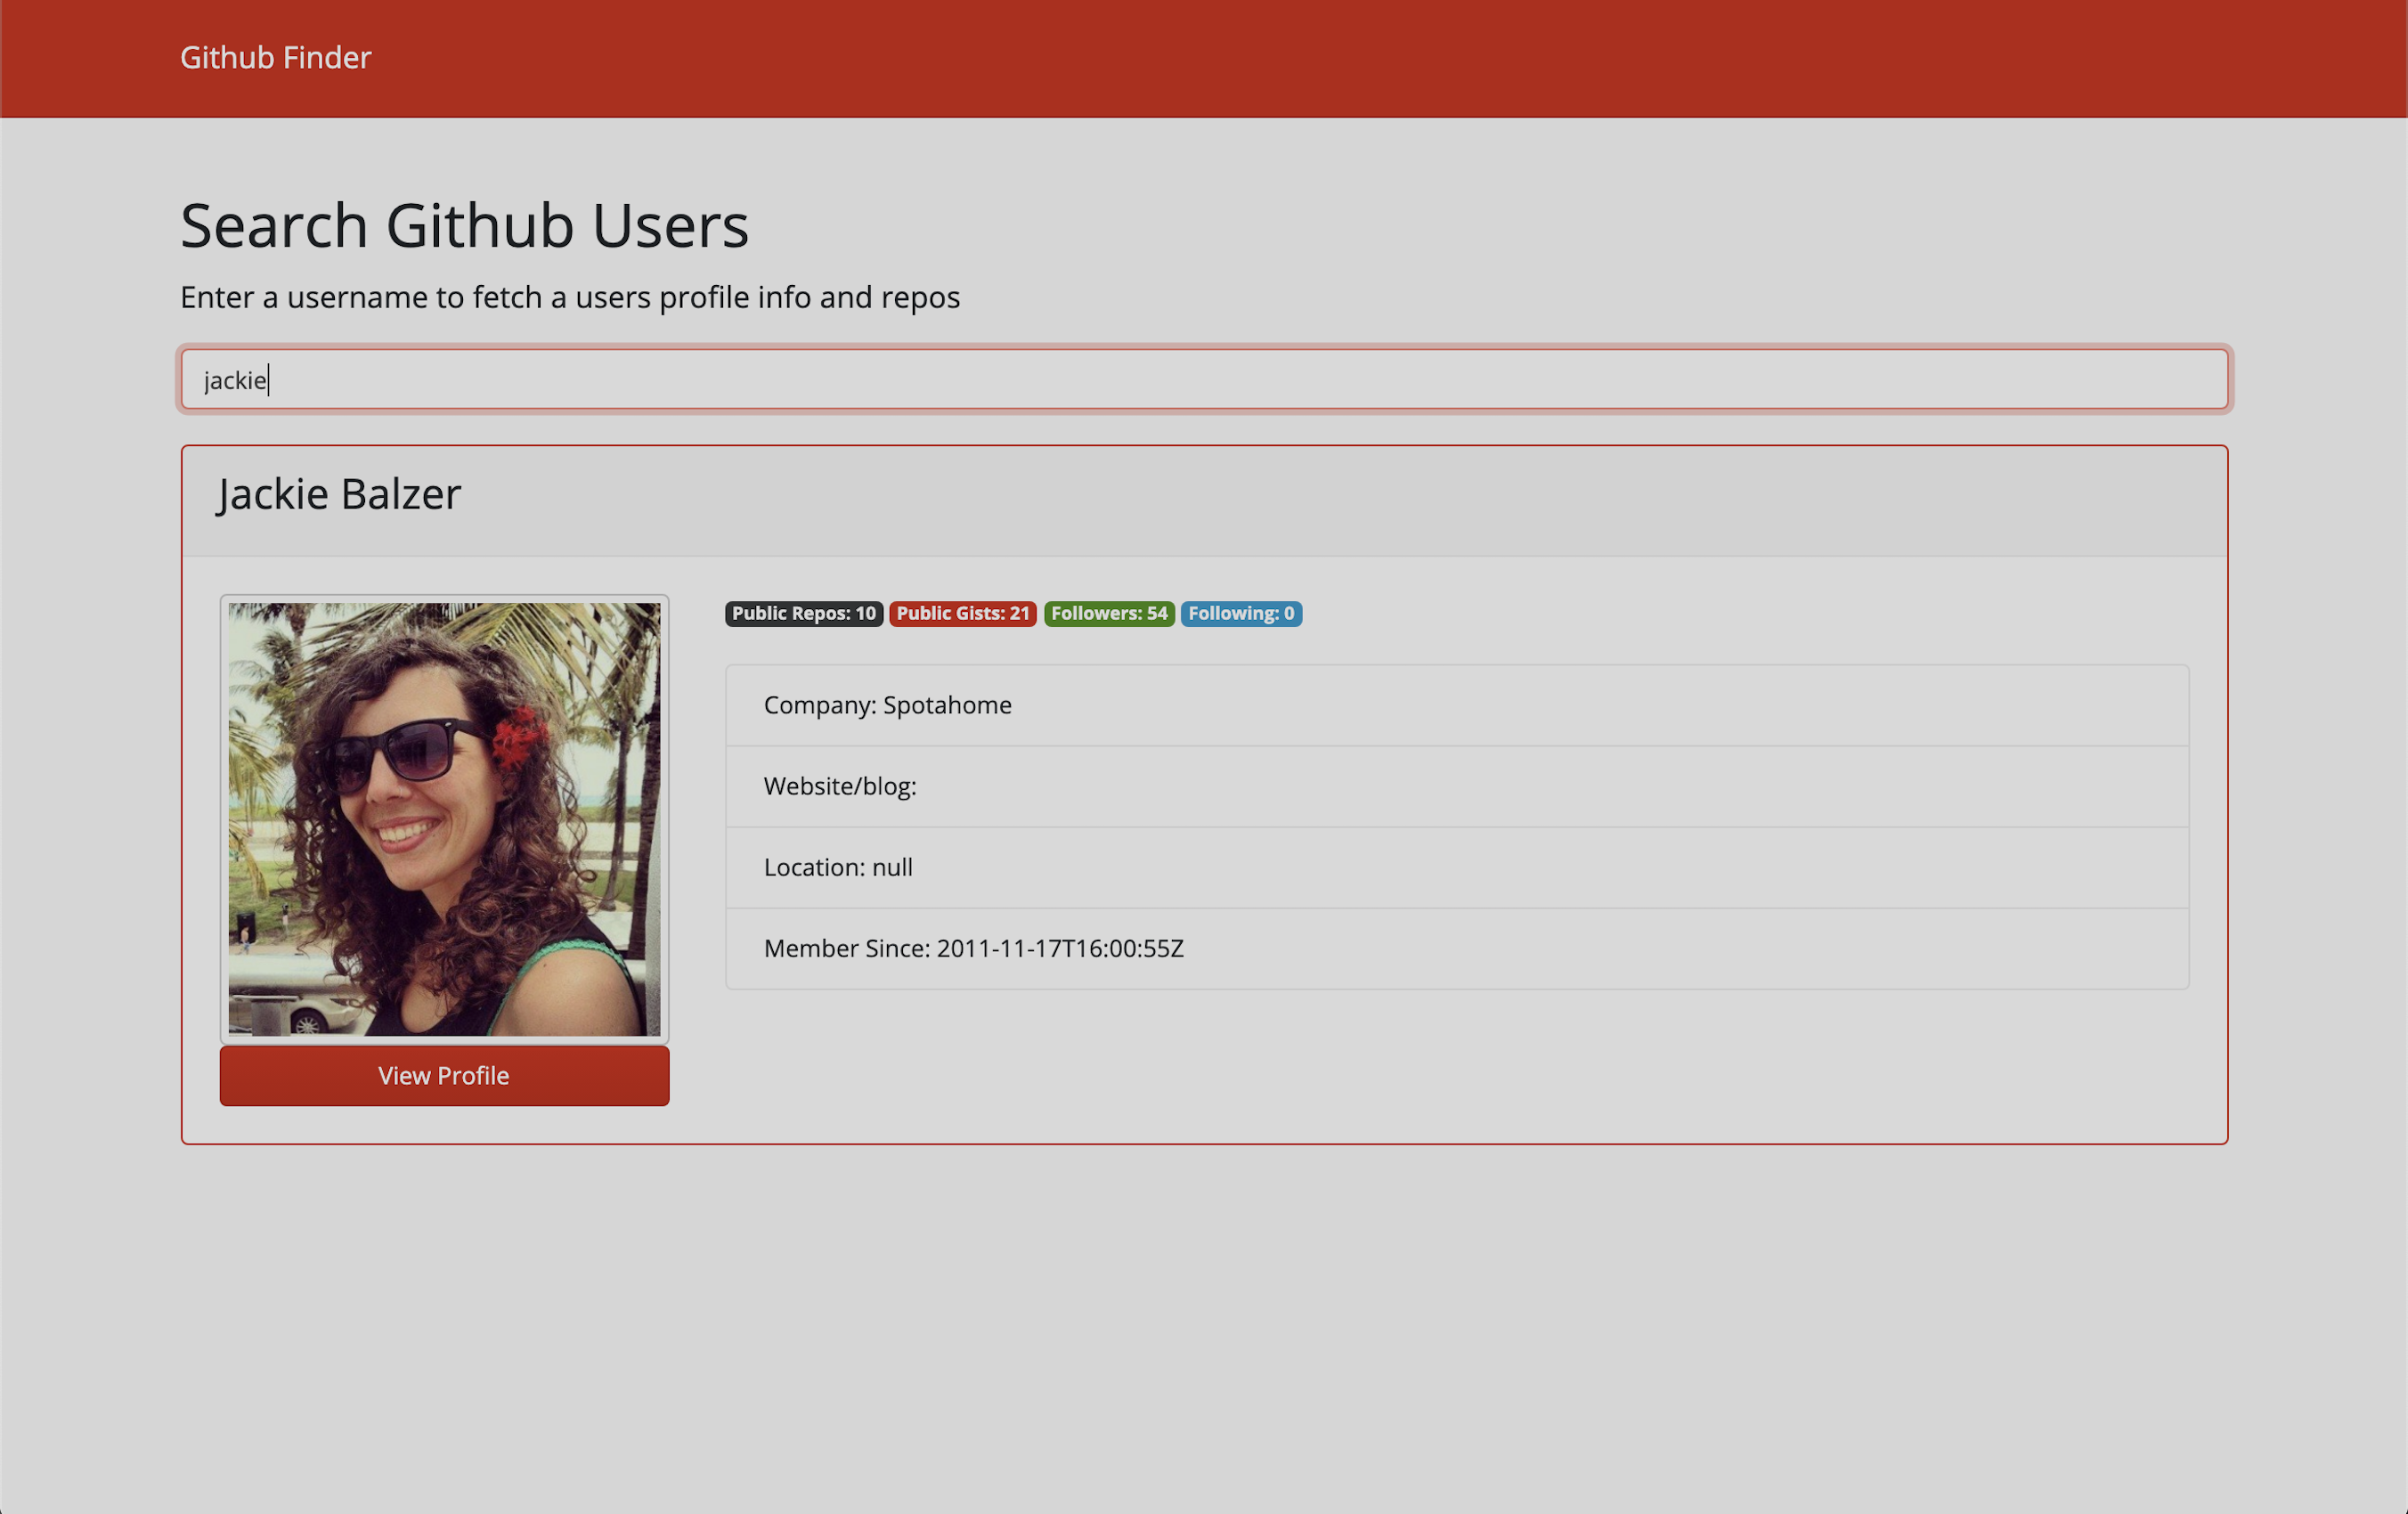 Github Finder
Search Github Users
Enter a username to fetch a users profile info and repos
jackie
Jackie Balzer
Public Repos: 10 Public Gists: 21 Followers: 54 Following: 0
Company: Spotahome
Website/blog:
Location: null
Member Since: 2011-11-17T16:00:55Z
View Profile